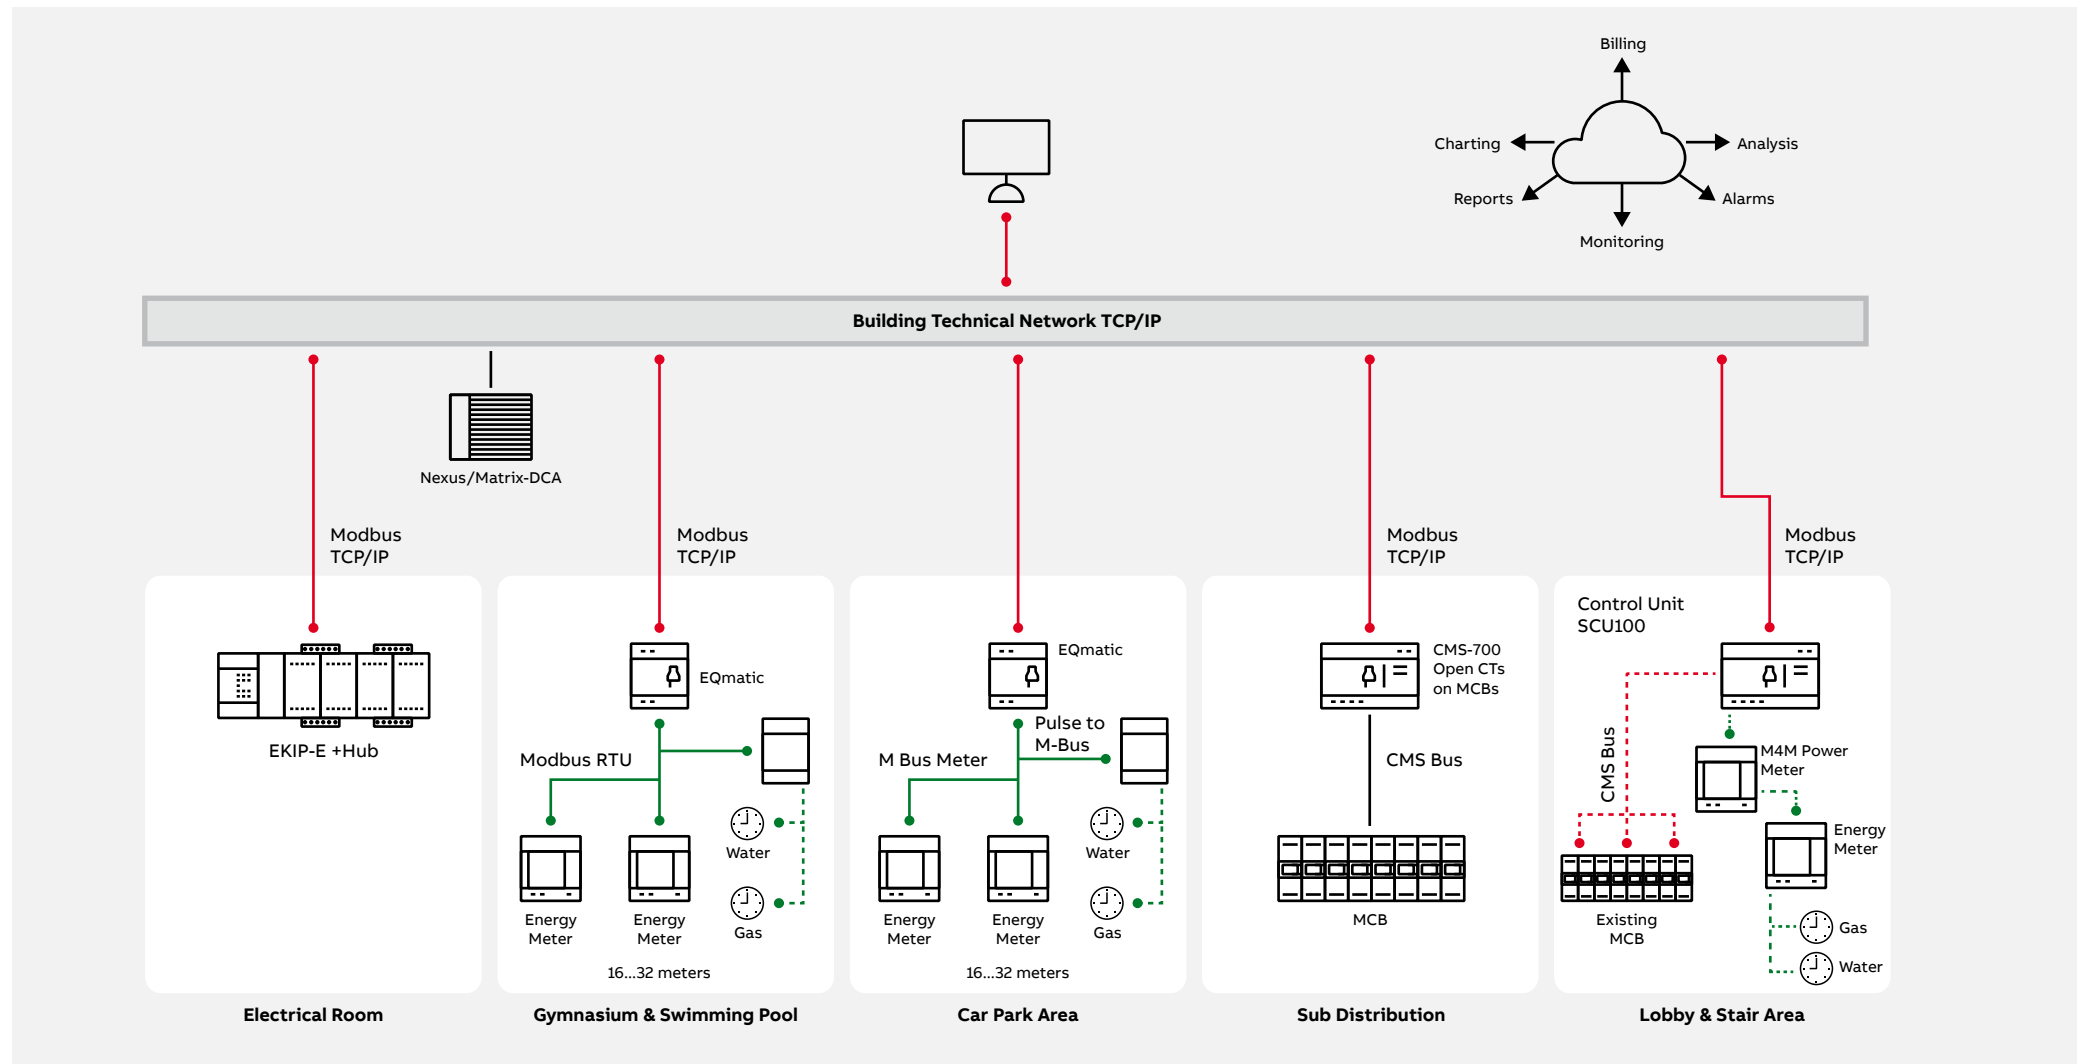 Billing
Charting
Analysis
Reports
Alarms
Monitoring
Building Technical Network TCP/IP
Nexus/Matrix-DCA
Modbus
TCP/IP
Modbus
TCP/IP
Modbus
TCP/IP
Modbus
TCP/IP
EKIP-E +Hub
Electrical Room
EQmatic
Modbus RTU
Water
Gas
Energy
Meter
Energy
Meter
16...32 meters
Gymnasium & Swimming Pool
EQmatic
Pulse to
M-Bus
M Bus Meter
Water
Gas
Energy
Meter
Energy
Meter
16...32 meters
Car Park Area
CMS-700
Open CTs
on MCBs
CMS Bus
MCB
Sub Distribution
Control Unit
SCU100
CMS Bus
M4M Power
Meter
Energy
Meter
Existing
MCB
Gas
Water
Lobby & Stair Area